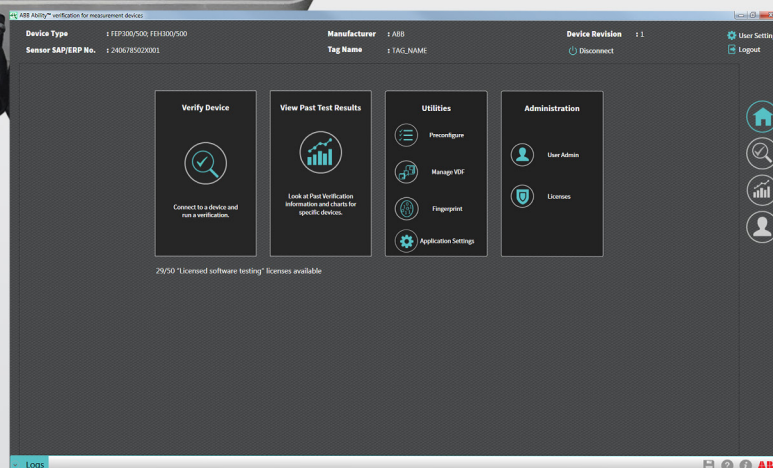 ABB Ability™ verification for measurement devices
Device Type : FEP300/500; FEH300/500 Manufacturer : ABB Device Revision : 1 User Settin
Sensor SAP/ERP No. : 240678502X001 Tag Name : TAG_NAME Disconnect Logout
Verify Device
Connect to a device and
run a verification.
View Past Test Results
Look at Past Verification
information and charts for
specific devices.
Utilities
Preconfigure
Manage VDF
Fingerprint
Application Settings
Administration
User Admin
Licenses
29/50 "Licensed software testing" licenses available
Logs
AB